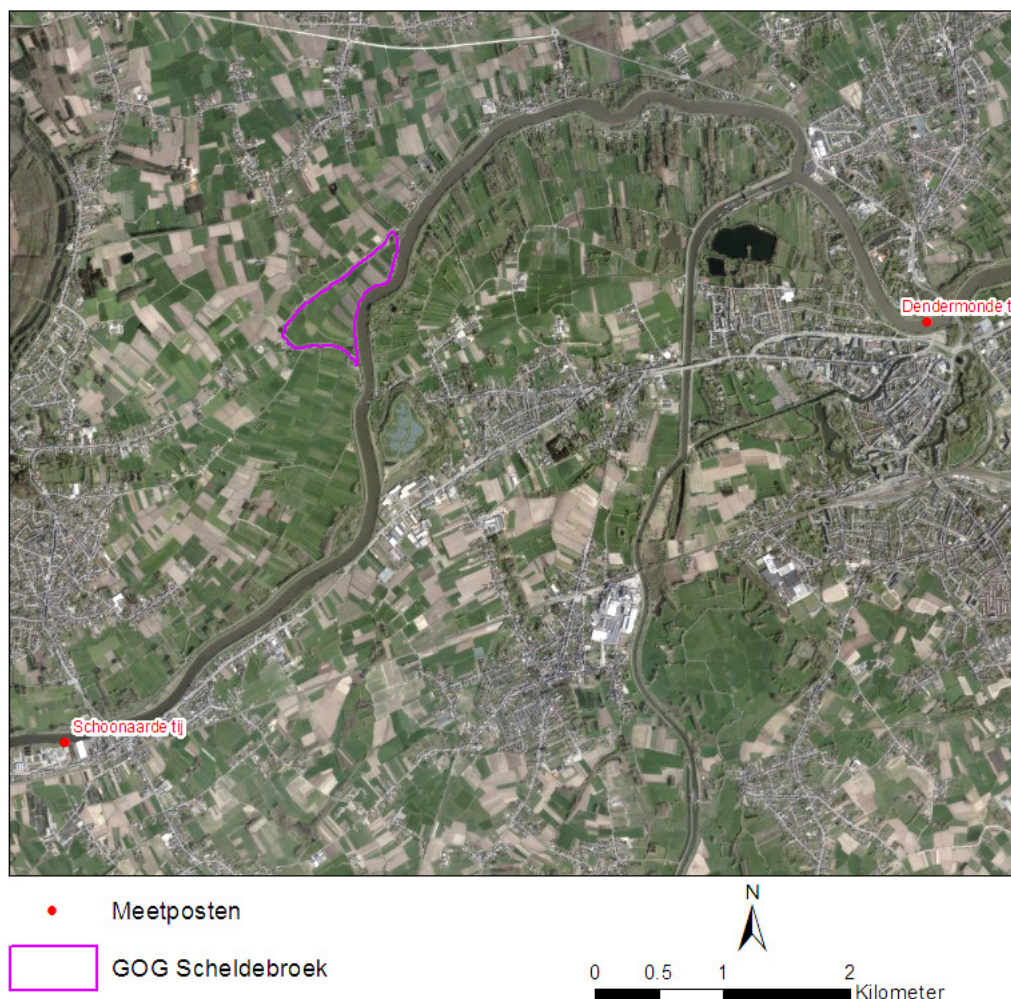 Dendermonde t
Schoonaarde tij
Meetposten
GOG Scheldebroek
N
0 0.5 1 2
Kilometer